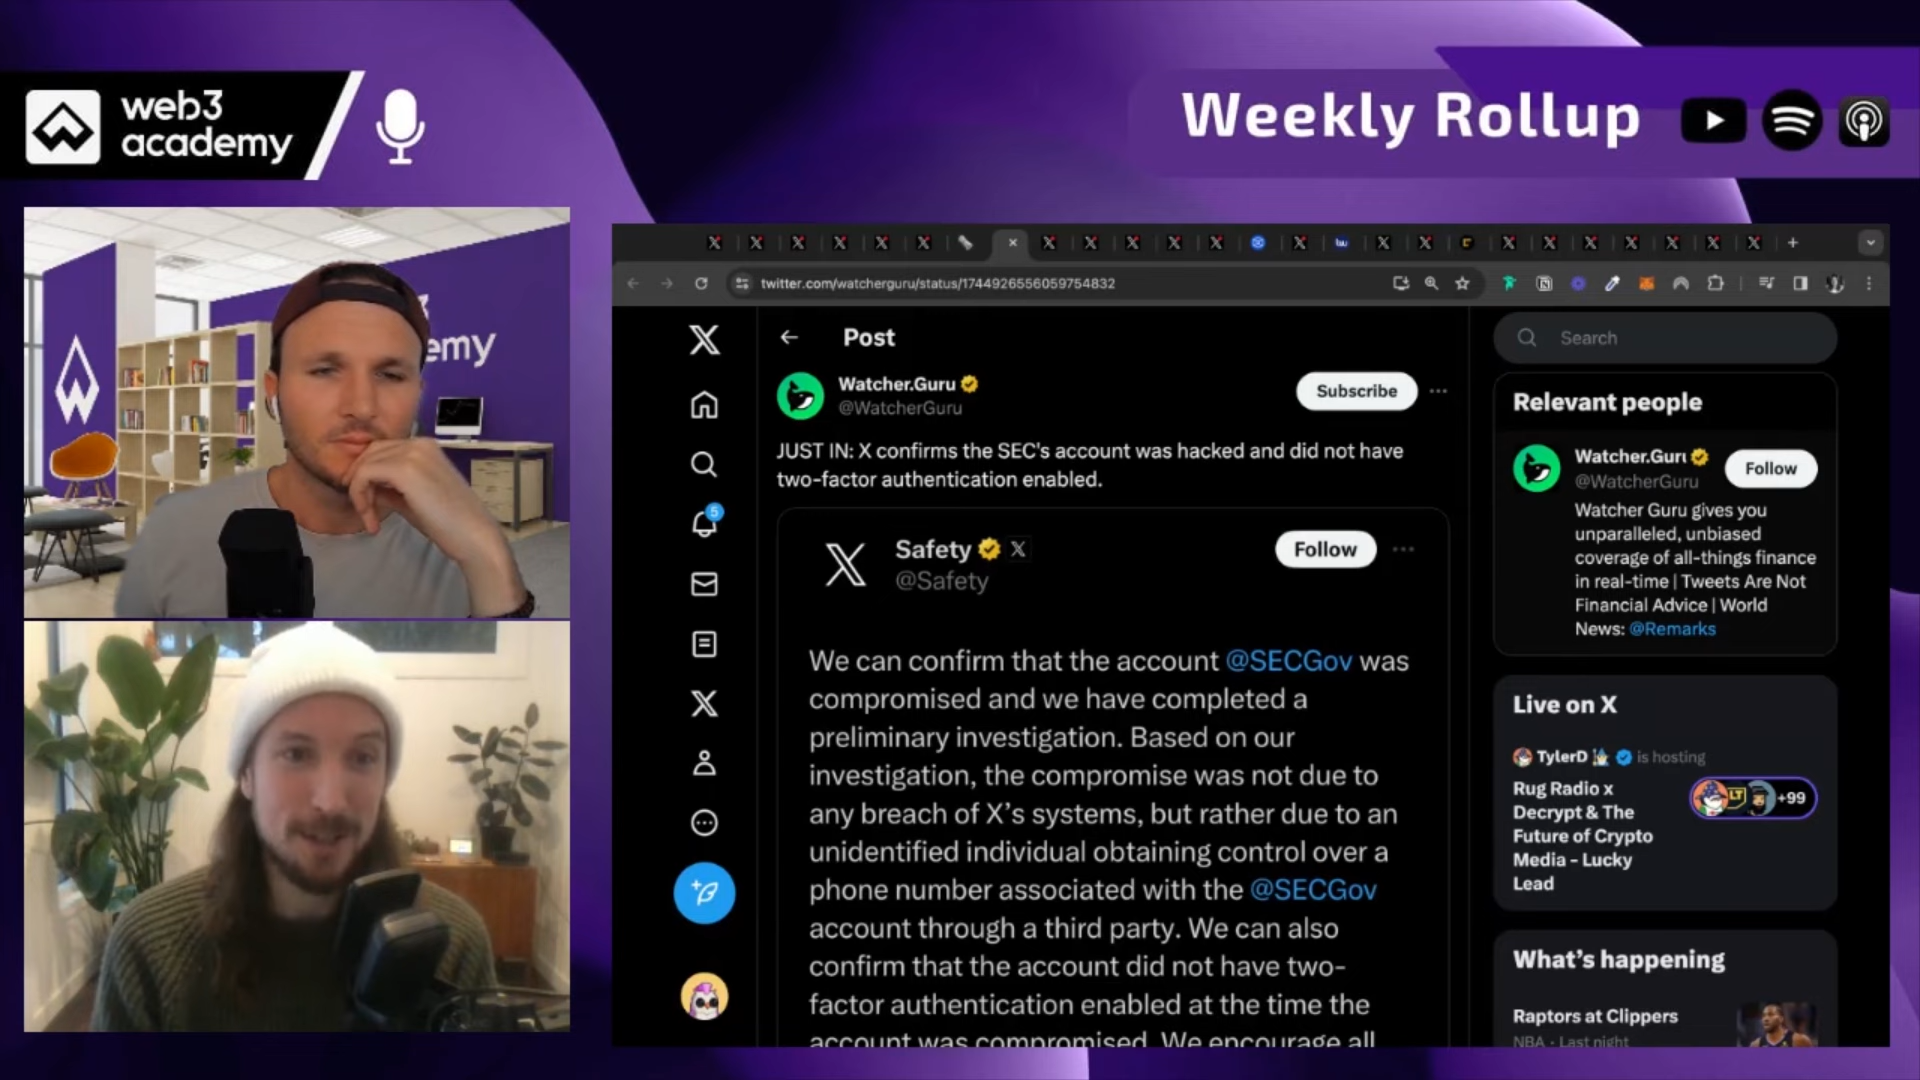 web3
academy
Weekly Rollup
emy
twitter.com/watcherguru/status/1744926556059754832
Post
Watcher.Guru
@WatcherGuru
Subscribe
JUST IN: X confirms the SEC's account was hacked and did not have
two-factor authentication enabled.
Safety
@Safety
Follow
We can confirm that the account @SECGov was
compromised and we have completed a
preliminary investigation. Based on our
investigation, the compromise was not due to
any breach of X's systems, but rather due to an
unidentified individual obtaining control over a
phone number associated with the @SECGov
account through a third party. We can also
confirm that the account did not have two-
factor authentication enabled at the time the
account was compromised. We encourage all
5
Search
Relevant people
Watcher.Guru
@WatcherGuru
Follow
Watcher Guru gives you
unparalleled, unbiased
coverage of all-things finance
in real-time | Tweets Are Not
Financial Advice | World
News: @Remarks
Live on X
TylerD is hosting
Rug Radio x
Decrypt & The
Future of Crypto
Media - Lucky
Lead
+99
What's happening
Raptors at Clippers
NBA · Last night